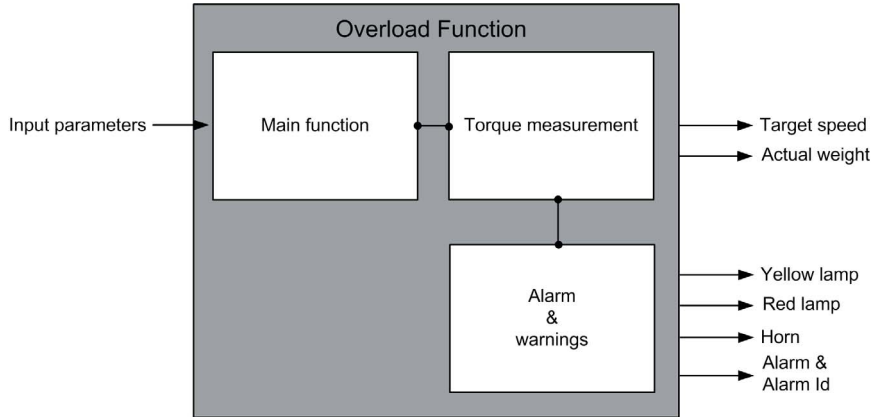 Overload Function
Input parameters
Main function
Torque measurement
Target speed
Actual weight
Alarm
&
warnings
Yellow lamp
Red lamp
Horn
Alarm &
Alarm Id